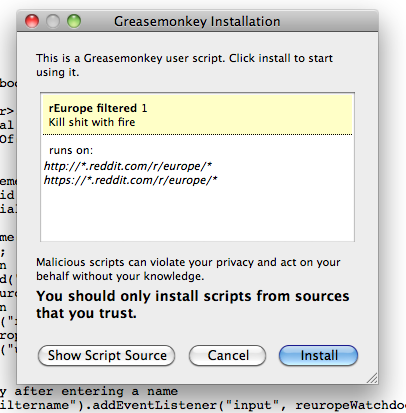 Greasemonkey Installation
This is a Greasemonkey user script. Click install to start
using it.
rEurope filtered 1
Kill shit with fire
runs on:
http://*.reddit.com/r/europe/*
https://*.reddit.com/r/europe/*
Malicious scripts can violate your privacy and act on your
behalf without your knowledge.
You should only install scripts from sources
that you trust.
Show Script Source
Cancel
Install
y after entering a name
iltername").addEventListener("input", reuropeWatchdo